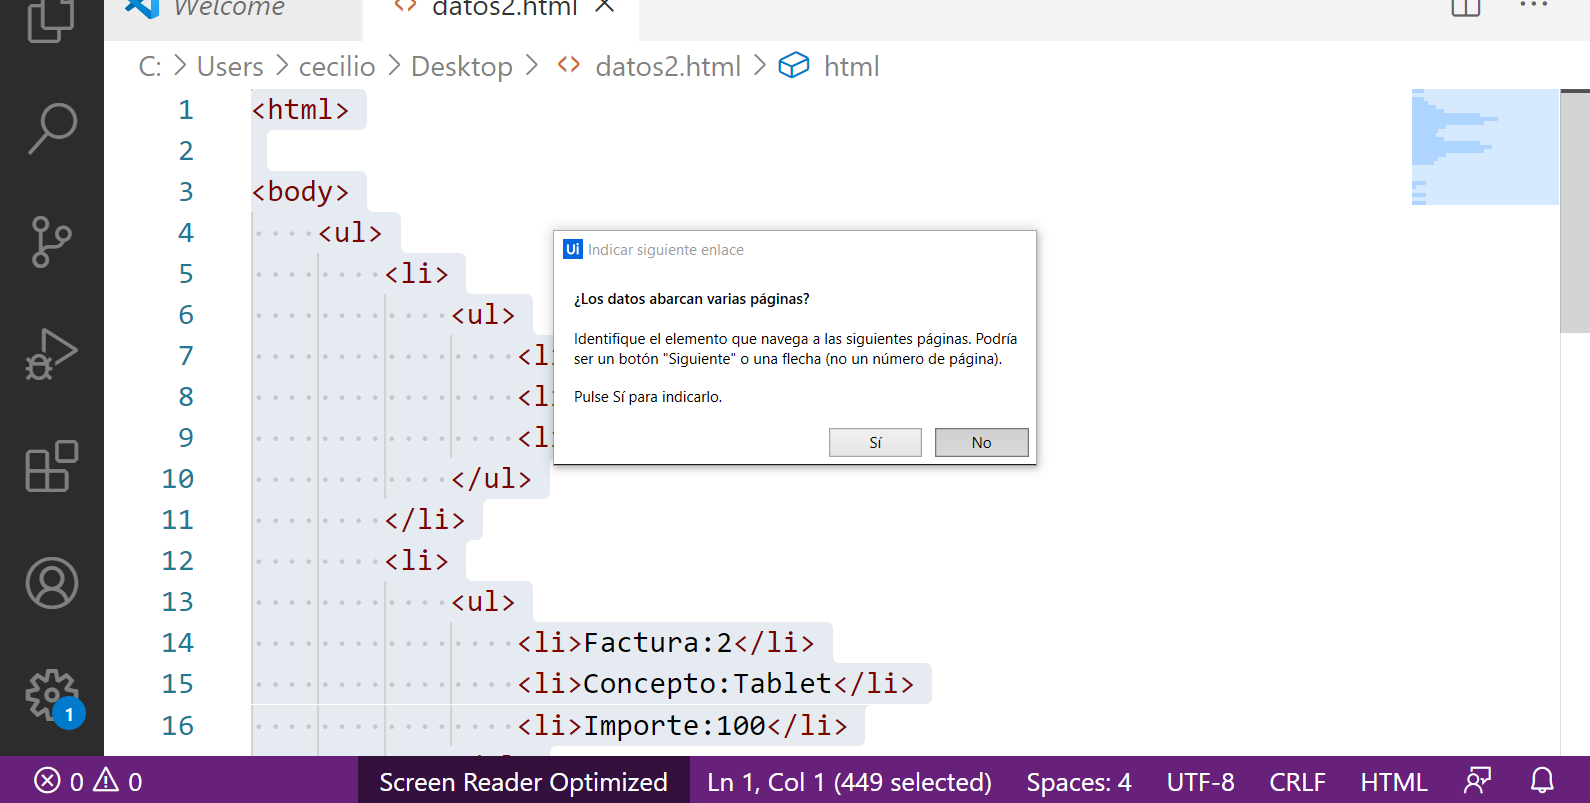 Welcome
datos2.html
C: Users cecilio Desktop datos2.html html
1 <html>
2
3 <body>
4 <ul>
5 <li>
6 <ul>
7 <li
8 <li
9 <li
10 </ul>
11 </li>
12 <li>
13 <ul>
14 <li>Factura:2</li>
15 <li>Concepto:Tablet</li>
16 <li>Importe:100</li>
Ui Indicar siguiente enlace
¿Los datos abarcan varias páginas?
Identifique el elemento que navega a las siguientes páginas. Podría
ser un botón "Siguiente" o una flecha (no un número de página).
Pulse Sí para indicarlo.
Sí
No
1
0 0 Screen Reader Optimized Ln 1, Col 1 (449 selected) Spaces: 4 UTF-8 CRLF HTML